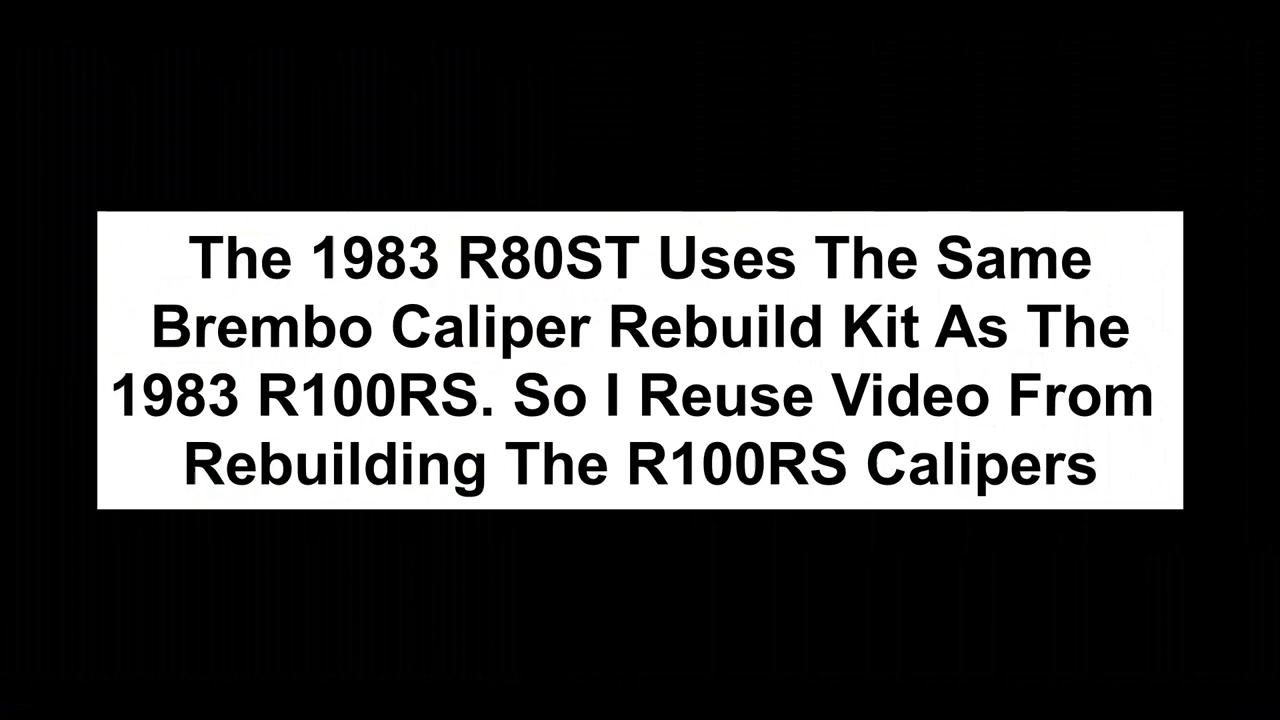 The 1983 R80ST Uses The Same
Brembo Caliper Rebuild Kit As The
1983 R100RS. So I Reuse Video From
Rebuilding The R100RS Calipers